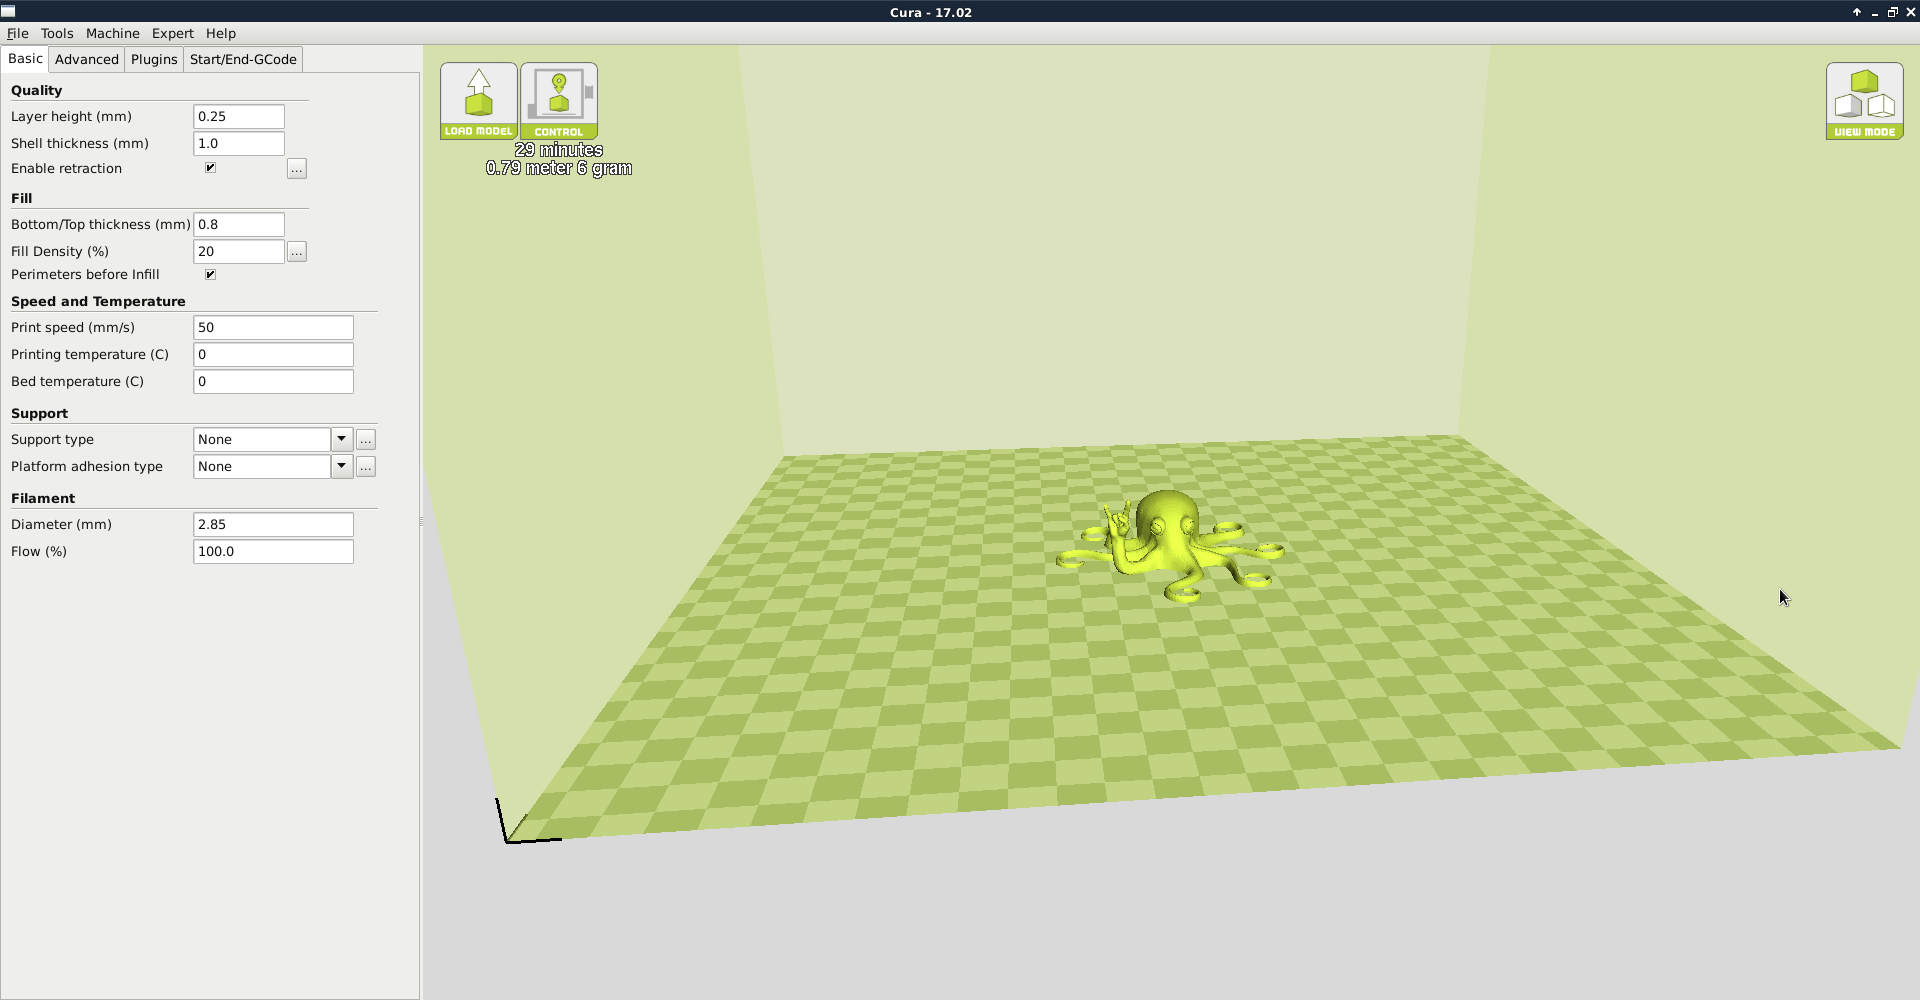 Cura - 17.02
File Tools Machine Expert Help
Basic Advanced Plugins Start/End-GCode
Quality
Layer height (mm) 0.25
Shell thickness (mm) 1.0
Enable retraction ...
Fill
Bottom/Top thickness (mm) 0.8
Fill Density (%) 20 ...
Perimeters before Infill
Speed and Temperature
Print speed (mm/s) 50
Printing temperature (C) 0
Bed temperature (C) 0
Support
Support type None ...
Platform adhesion type None ...
Filament
Diameter (mm) 2.85
Flow (%) 100.0
LOAD MODEL CONTROL
29 minutes
0.79 meter 6 gram
VIEW MODE